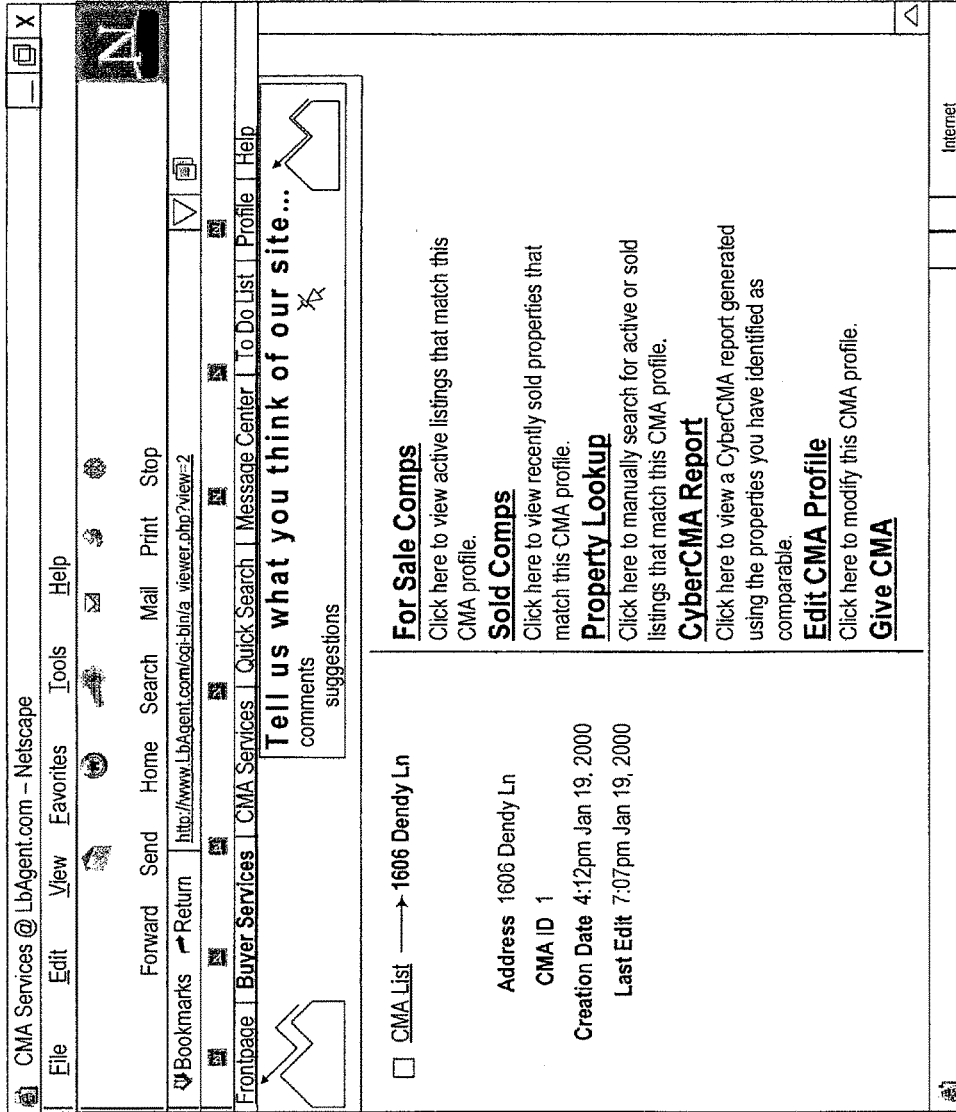 CMA Services @ LbAgent.com – Netscape
_ X
File Edit View Favorites Tools Help
Forward Send Home Search Mail Print Stop
Bookmarks Return http://www.LbAgent.com/cgi-bin/a_viewer.php?view=2
Frontpage | Buyer Services | CMA Services | Quick Search | Message Center | To Do List | Profile | Help
Tell us what you think of our site...
comments
suggestions
CMA List → 1606 Dendy Ln
Address 1606 Dendy Ln
CMA ID 1
Creation Date 4:12pm Jan 19, 2000
Last Edit 7:07pm Jan 19, 2000
For Sale Comps
Click here to view active listings that match this
CMA profile.
Sold Comps
Click here to view recently sold properties that
match this CMA profile.
Property Lookup
Click here to manually search for active or sold
listings that match this CMA profile.
CyberCMA Report
Click here to view a CyberCMA report generated
using the properties you have identified as
comparable.
Edit CMA Profile
Click here to modify this CMA profile.
Give CMA
Internet
N